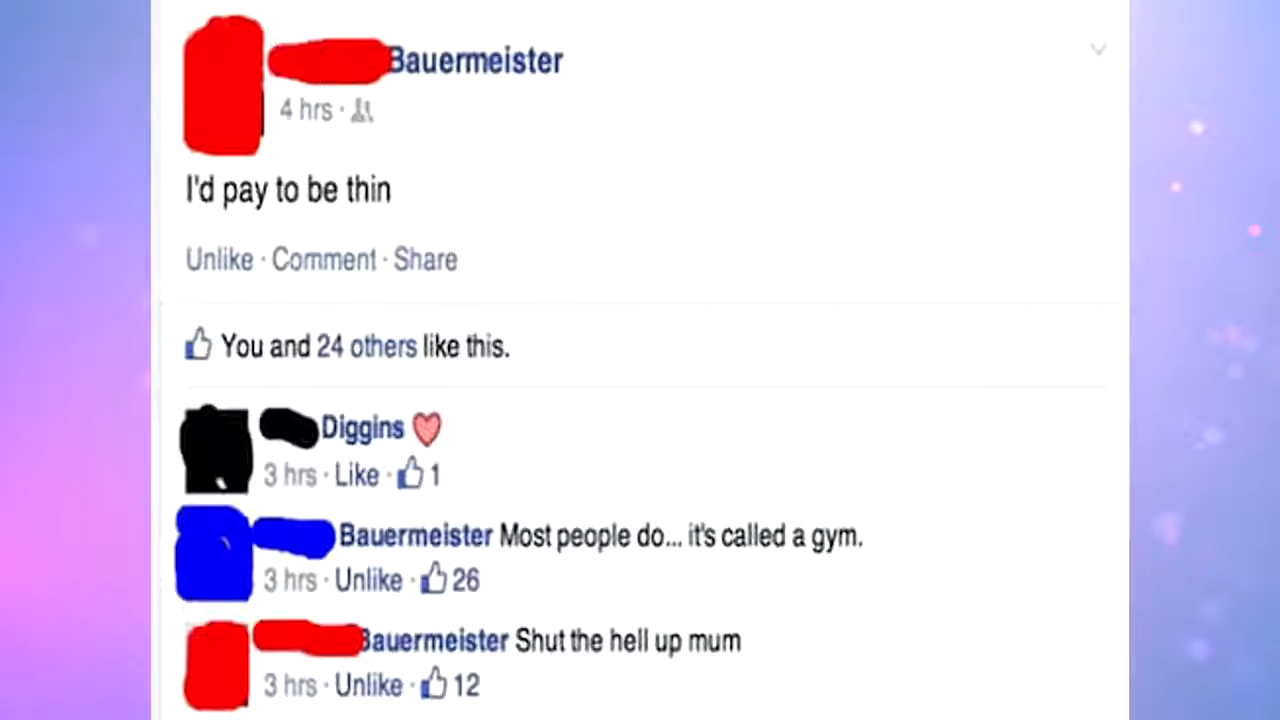 Bauermeister
4 hrs ·
I'd pay to be thin
Unlike · Comment · Share
You and 24 others like this.
Diggins
3 hrs · Like · 1
Bauermeister Most people do... it's called a gym.
3 hrs · Unlike · 26
Bauermeister Shut the hell up mum
3 hrs · Unlike · 12